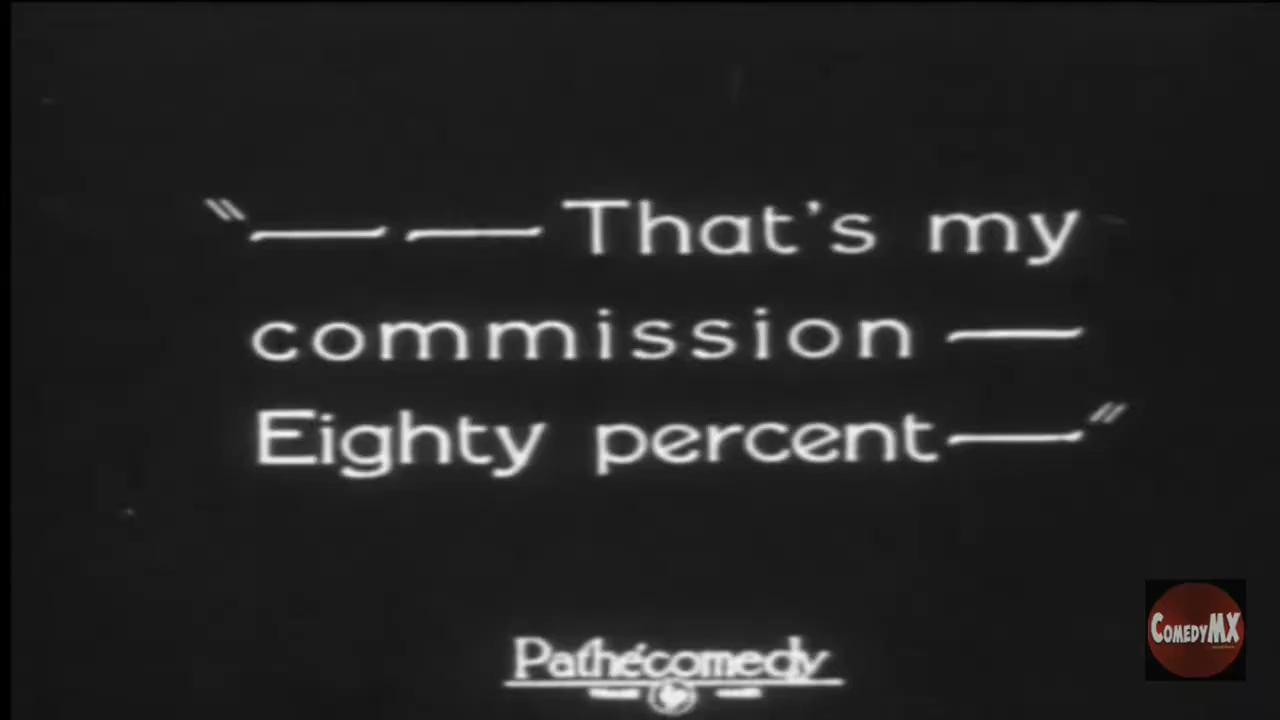 "— — That's my
commission —
Eighty percent—"
Pathécomedy
COMEDYMX